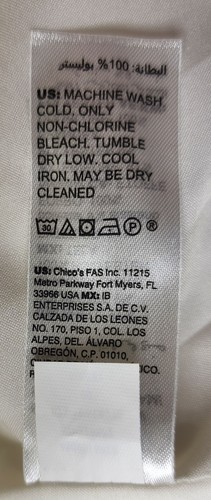 البطانة: 100% بوليستر
US: MACHINE WASH
COLD. ONLY
NON-CHLORINE
BLEACH. TUMBLE
DRY LOW. COOL
IRON. MAY BE DRY
CLEANED
30 P ®
US: Chico's FAS Inc. 11215
Metro Parkway Fort Myers, FL
33966 USA MX: IB
ENTERPRISES S.A. DE C.V.
CALZADA DE LOS LEONES
NO. 170, PISO 1, COL. LOS
ALPES, DEL. ÁLVARO
OBREGÓN, C.P. 01010,